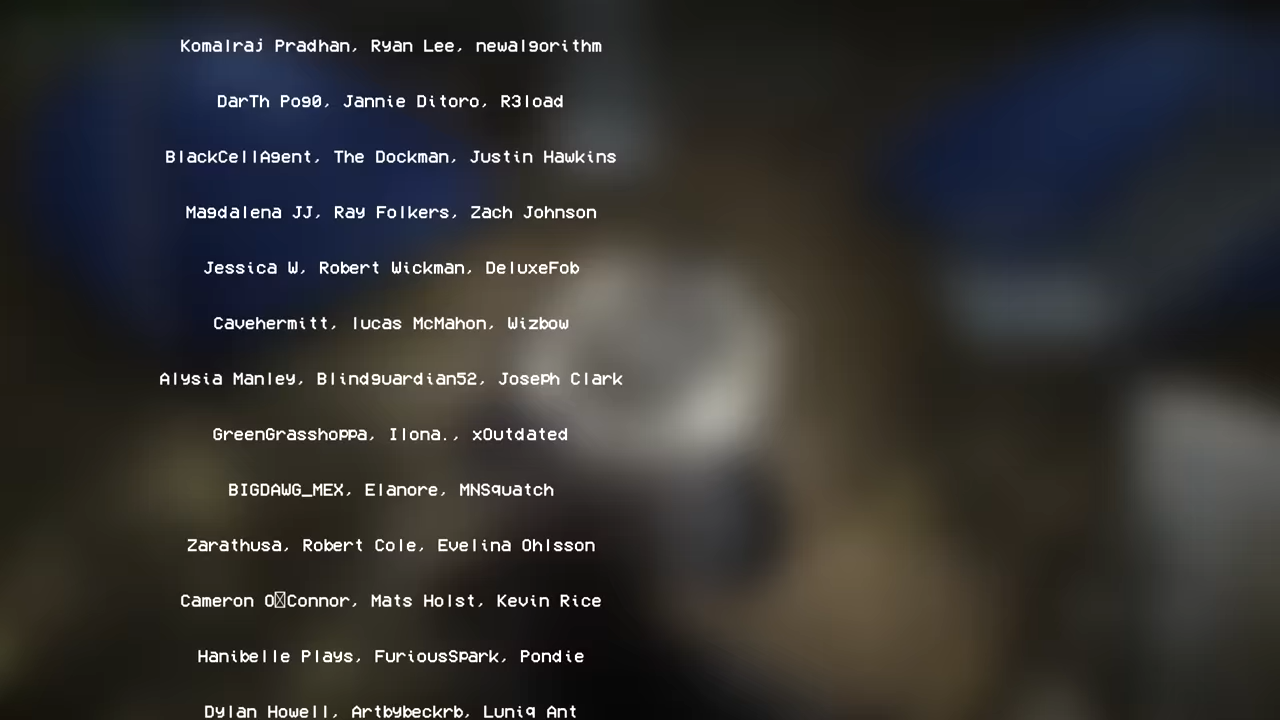 Komalraj Pradhan, Ryan Lee, newalgorithm
DarTh Pog0, Jannie Ditoro, R3load
BlackCellAgent, The Dockman, Justin Hawkins
Magdalena JJ, Ray Folkers, Zach Johnson
Jessica W, Robert Wickman, DeluxeFob
Cavehermitt, lucas McMahon, Wizbow
Alysia Manley, Blindguardian52, Joseph Clark
GreenGrasshoppa, Ilona., xOutdated
BIGDAWG_MEX, Elanore, MNSquatch
Zarathusa, Robert Cole, Evelina Ohlsson
Cameron O▯Connor, Mats Holst, Kevin Rice
Hanibelle Plays, FuriousSpark, Pondie
Dylan Howell, Artbybeckrb, Luniq Ant